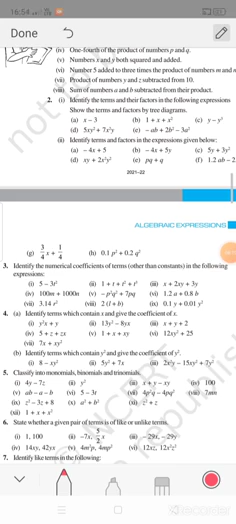 16:54
Done
(iv) One-fourth of the product of numbers p and q.
(v) Numbers x and y both squared and added.
(vi) Number 5 added to three times the product of numbers m and n
(vii) Product of numbers y and z subtracted from 10.
(viii) Sum of numbers a and b subtracted from their product.
2. (i) Identify the terms and their factors in the following expressions
Show the terms and factors by tree diagrams.
(a) x – 3 (b) 1 + x + x² (c) y – y³
(d) 5xy² + 7x²y (e) – ab + 2b² – 3a²
(ii) Identify terms and factors in the expressions given below:
(a) – 4x + 5 (b) – 4x + 5y (c) 5y + 3y²
(d) xy + 2x²y² (e) pq + q (f) 1.2 ab – 2
2021–22
ALGEBRAIC EXPRESSIONS
(g) 3/4 x + 1/4 (h) 0.1 p² + 0.2 q²
3. Identify the numerical coefficients of terms (other than constants) in the following
expressions:
(i) 5 – 3t² (ii) 1 + t + t² + t³ (iii) x + 2xy + 3y
(iv) 100m + 1000n (v) – p²q² + 7pq (vi) 1.2 a + 0.8 b
(vii) 3.14 r² (viii) 2 (l + b) (ix) 0.1 y + 0.01 y²
4. (a) Identify terms which contain x and give the coefficient of x.
(i) y²x + y (ii) 13y² – 8yx (iii) x + y + 2
(iv) 5 + z + zx (v) 1 + x + xy (vi) 12xy² + 25
(vii) 7x + xy²
(b) Identify terms which contain y² and give the coefficient of y².
(i) 8 – xy² (ii) 5y² + 7x (iii) 2x²y – 15xy² + 7y²
5. Classify into monomials, binomials and trinomials.
(i) 4y – 7z (ii) y² (iii) x + y – xy (iv) 100
(v) ab – a – b (vi) 5 – 3t (vii) 4p²q – 4pq² (viii) 7mn
(ix) z² – 3z + 8 (x) a² + b² (xi) z² + z
(xii) 1 + x + x²
6. State whether a given pair of terms is of like or unlike terms.
(i) 1, 100 (ii) –7x, 5/2 x (iii) – 29x, – 29y
(iv) 14xy, 42yx (v) 4m²p, 4mp² (vi) 12xz, 12x²z²
7. Identify like terms in the following: